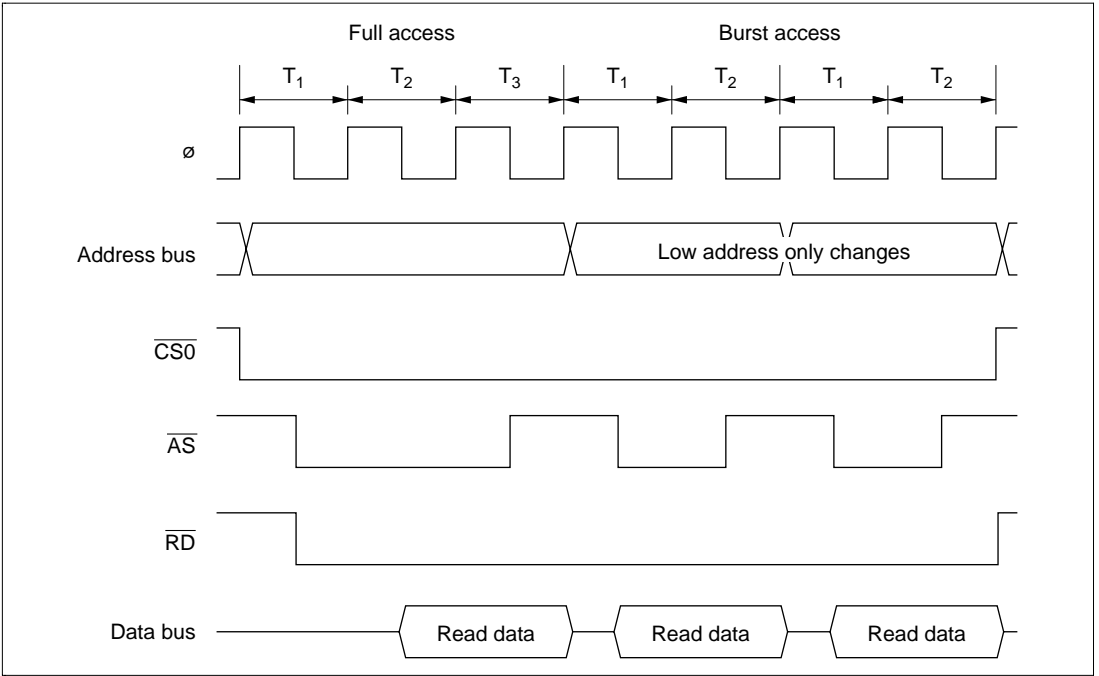 Full access Burst access
T1 T2 T3 T1 T2 T1 T2
ø
Address bus Low address only changes
CS0
AS
RD
Data bus Read data Read data Read data